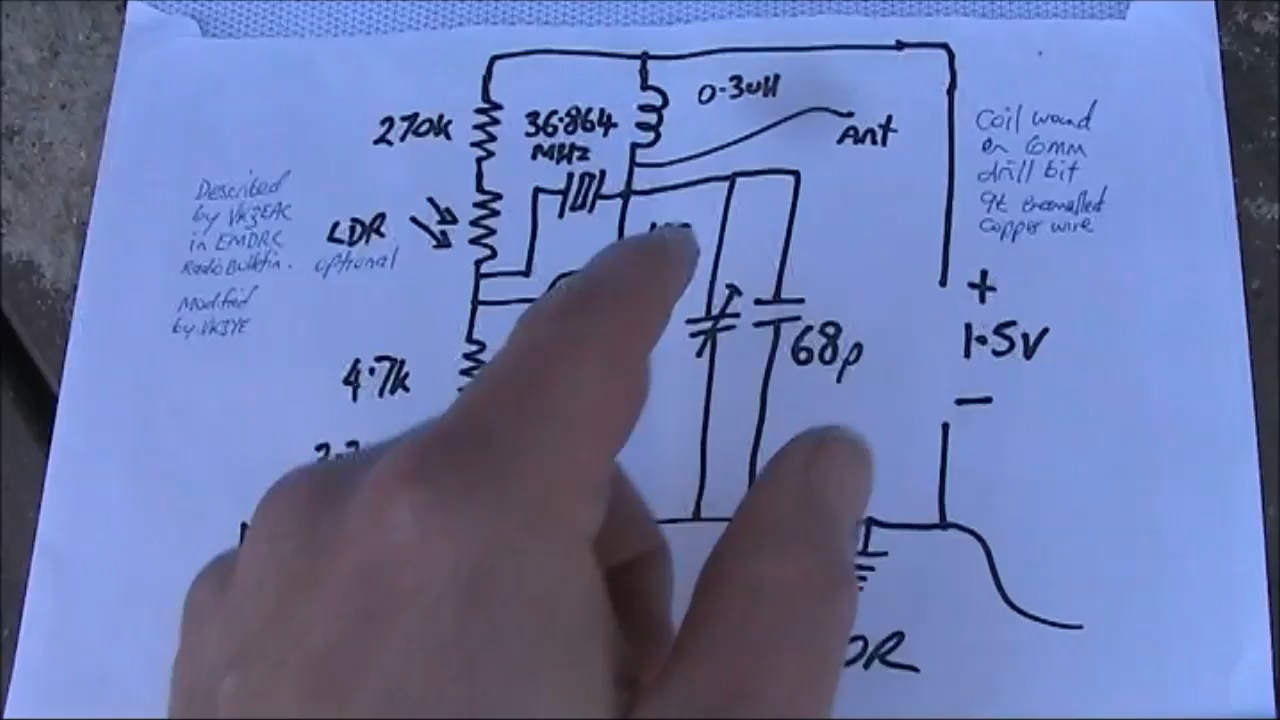 270k
36.864
MHz
0.3uH
Ant
Coil wound
on 6mm
drill bit
9t enamelled
copper wire
Described
by VK3EAC
in EMDRC
Radio Bulletin.
Modified
by VK3YE
LDR
optional
+
1.5v
-
68p
4.7k
OR